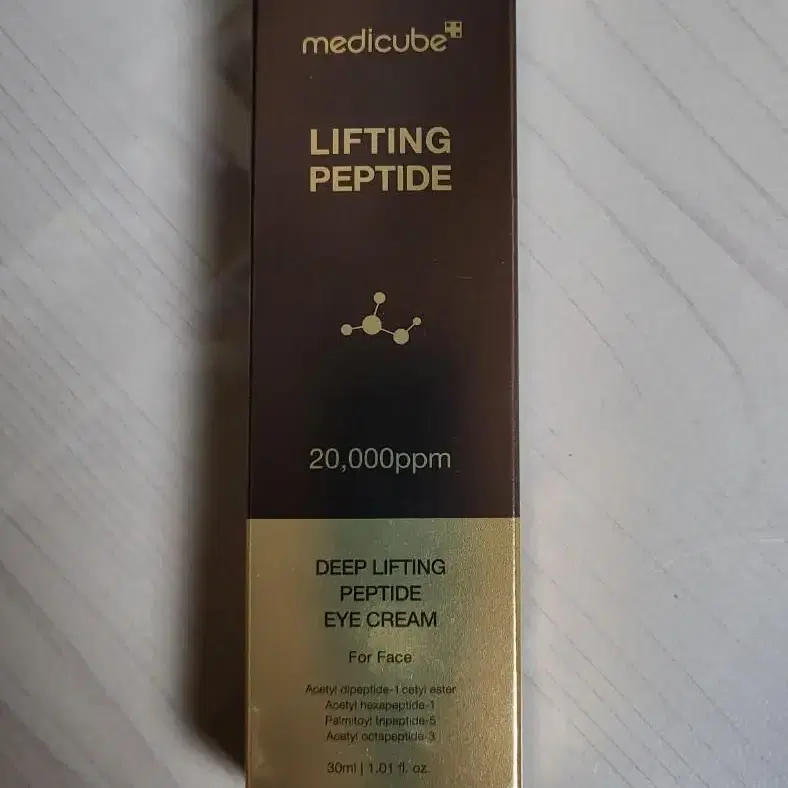 medicube
LIFTING
PEPTIDE
20,000ppm
DEEP LIFTING
PEPTIDE
EYE CREAM
For Face
Acetyl dipeptide-1 cetyl ester
Acetyl hexapeptide-1
Palmitoyl tripeptide-5
Acetyl octapeptide-3
30ml | 1.01 fl. oz.